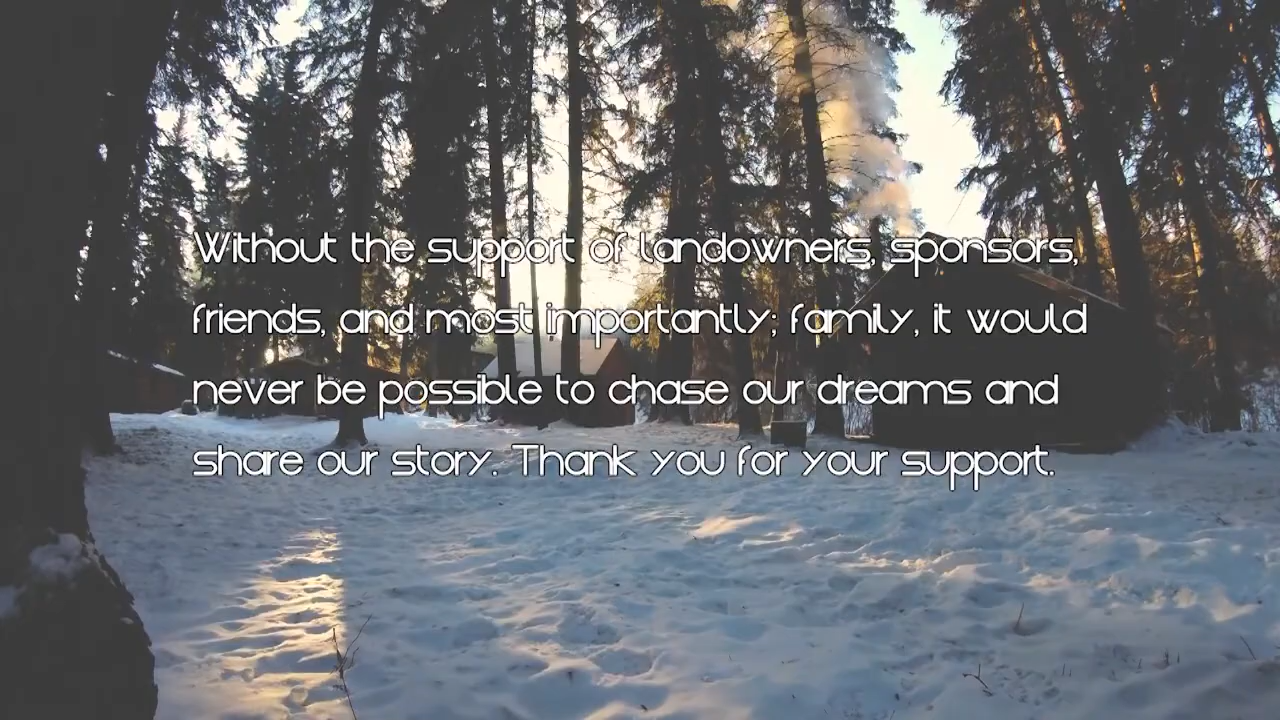 Without the support of landowners, sponsors,
friends, and most importantly; family, it would
never be possible to chase our dreams and
share our story. Thank you for your support.